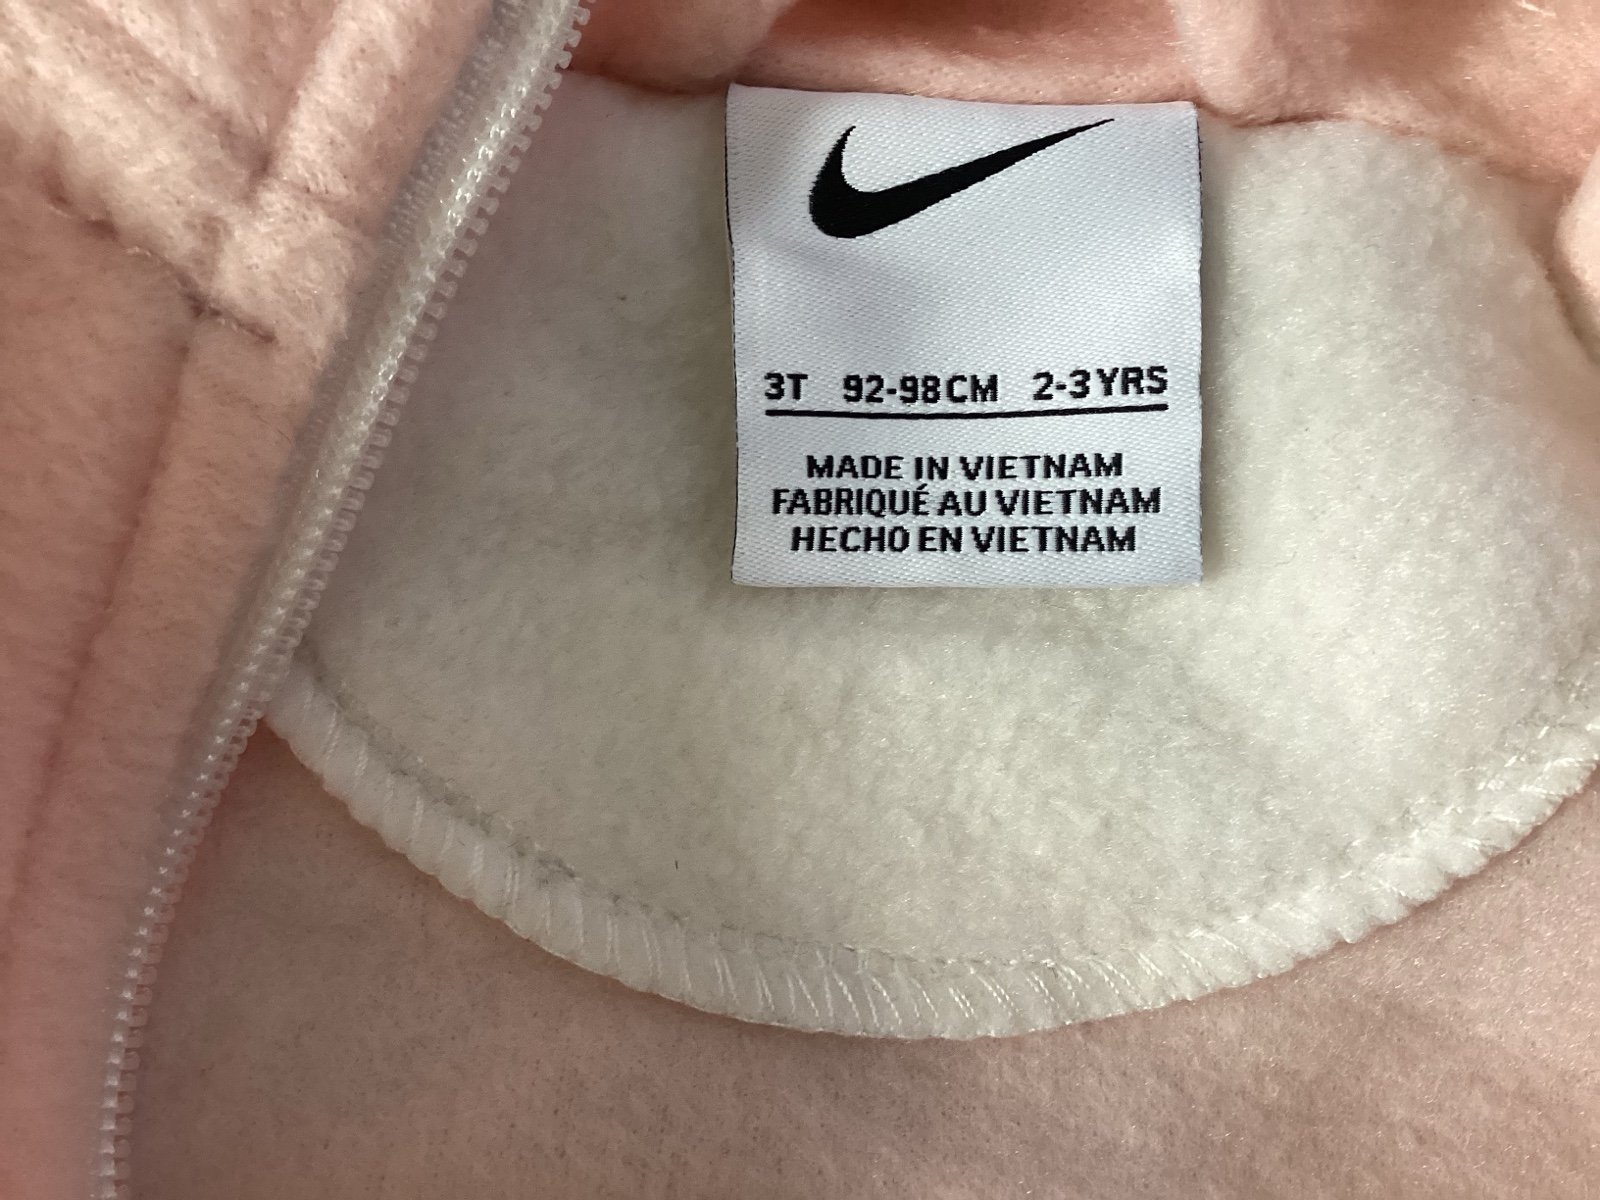 3T 92-98CM 2-3YRS
MADE IN VIETNAM
FABRIQUÉ AU VIETNAM
HECHO EN VIETNAM